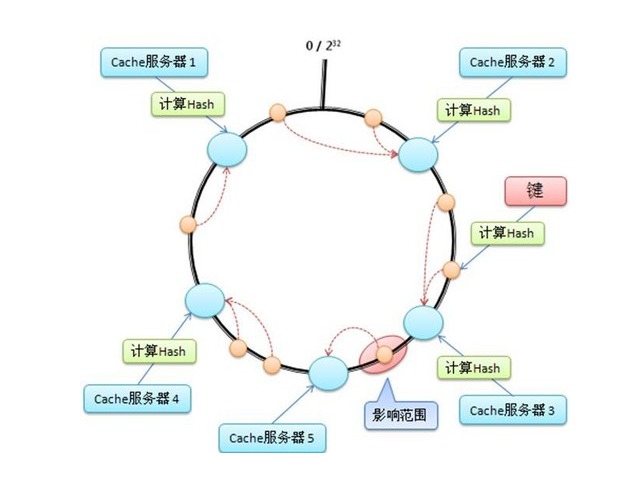 0 / 2³²
Cache服务器 1
Cache服务器 2
计算Hash
计算Hash
键
计算Hash
计算Hash
计算Hash
Cache服务器 4
影响范围
Cache服务器 3
Cache服务器 5